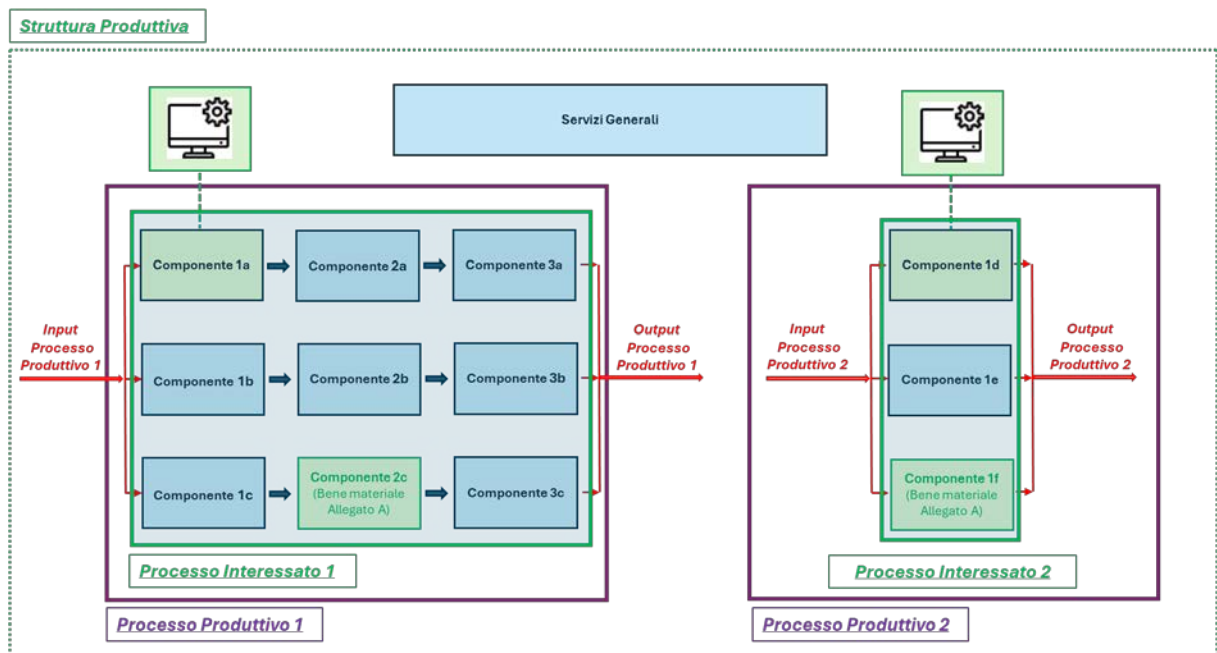 Struttura Produttiva
Servizi Generali
Componente 1a
Componente 2a
Componente 3a
Input
Processo
Produttivo 1
Componente 1b
Componente 2b
Componente 3b
Output
Processo
Produttivo 1
Componente 1c
Componente 2c
(Bene materiale
Allegato A)
Componente 3c
Processo Interessato 1
Processo Produttivo 1
Componente 1d
Input
Processo
Produttivo 2
Componente 1e
Output
Processo
Produttivo 2
Componente 1f
(Bene materiale
Allegato A)
Processo Interessato 2
Processo Produttivo 2